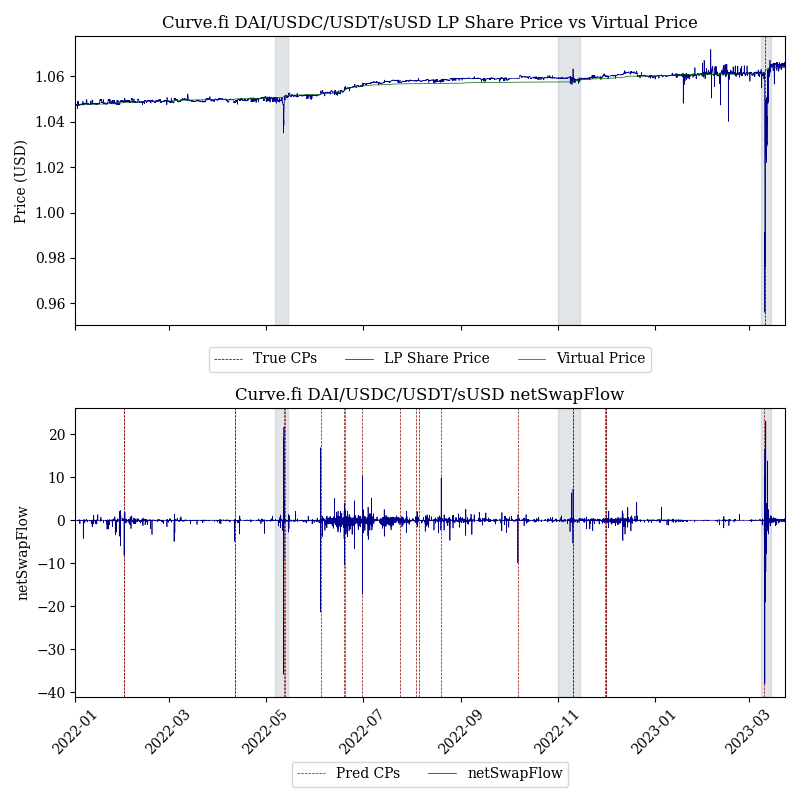 Curve.fi DAI/USDC/USDT/sUSD LP Share Price vs Virtual Price
1.06
1.04
1.02
1.00
0.98
0.96
Price (USD)
True CPs LP Share Price Virtual Price
Curve.fi DAI/USDC/USDT/sUSD netSwapFlow
20
10
0
−10
−20
−30
−40
netSwapFlow
2022-01 2022-03 2022-05 2022-07 2022-09 2022-11 2023-01 2023-03
Pred CPs netSwapFlow